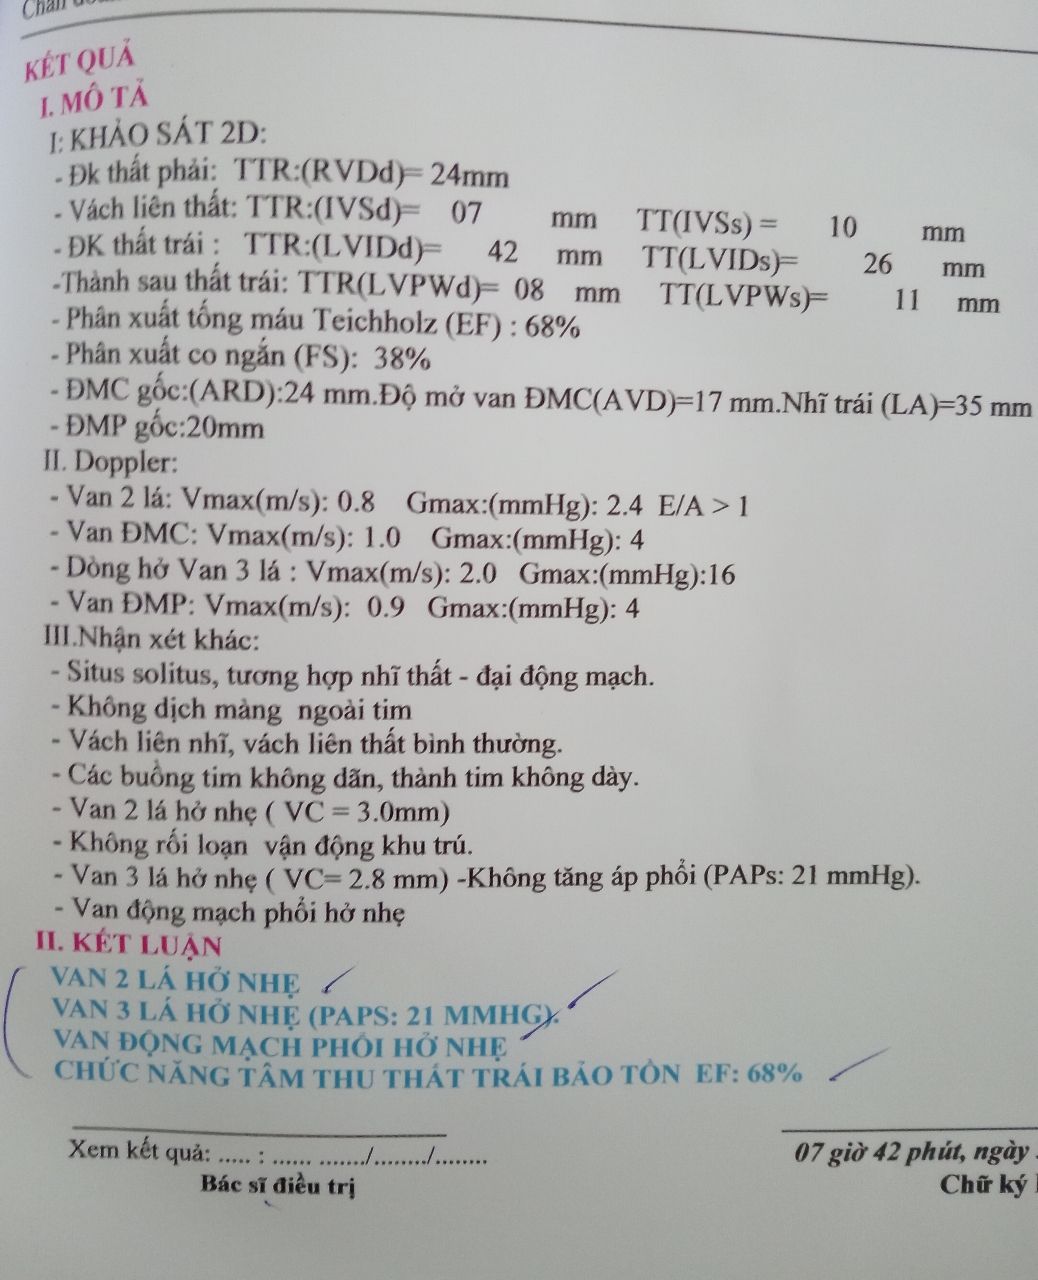 Chẩn
KẾT QUẢ
I. MÔ TẢ
I: KHẢO SÁT 2D:
- Đk thất phải: TTR:(RVDd)= 24mm
- Vách liên thất: TTR:(IVSd)= 07 mm TT(IVSs) = 10 mm
- ĐK thất trái : TTR:(LVIDd)= 42 mm TT(LVIDs)= 26 mm
-Thành sau thất trái: TTR(LVPWd)= 08 mm TT(LVPWs)= 11 mm
- Phân xuất tống máu Teichholz (EF) : 68%
- Phân xuất co ngắn (FS): 38%
- ĐMC gốc:(ARD):24 mm.Độ mở van ĐMC(AVD)=17 mm.Nhĩ trái (LA)=35 mm
- ĐMP gốc:20mm
II. Doppler:
- Van 2 lá: Vmax(m/s): 0.8 Gmax:(mmHg): 2.4 E/A > 1
- Van ĐMC: Vmax(m/s): 1.0 Gmax:(mmHg): 4
- Dòng hở Van 3 lá : Vmax(m/s): 2.0 Gmax:(mmHg):16
- Van ĐMP: Vmax(m/s): 0.9 Gmax:(mmHg): 4
III.Nhận xét khác:
- Situs solitus, tương hợp nhĩ thất - đại động mạch.
- Không dịch màng ngoài tim
- Vách liên nhĩ, vách liên thất bình thường.
- Các buồng tim không dãn, thành tim không dày.
- Van 2 lá hở nhẹ ( VC = 3.0mm)
- Không rối loạn vận động khu trú.
- Van 3 lá hở nhẹ ( VC= 2.8 mm) -Không tăng áp phổi (PAPs: 21 mmHg).
- Van động mạch phổi hở nhẹ
II. KẾT LUẬN
VAN 2 LÁ HỞ NHẸ
VAN 3 LÁ HỞ NHẸ (PAPS: 21 MMHG).
VAN ĐỘNG MẠCH PHỔI HỞ NHẸ
CHỨC NĂNG TÂM THU THẤT TRÁI BẢO TỒN EF: 68%
Xem kết quả: ..... : ...... ......./......../........
07 giờ 42 phút, ngày
Bác sĩ điều trị
Chữ ký